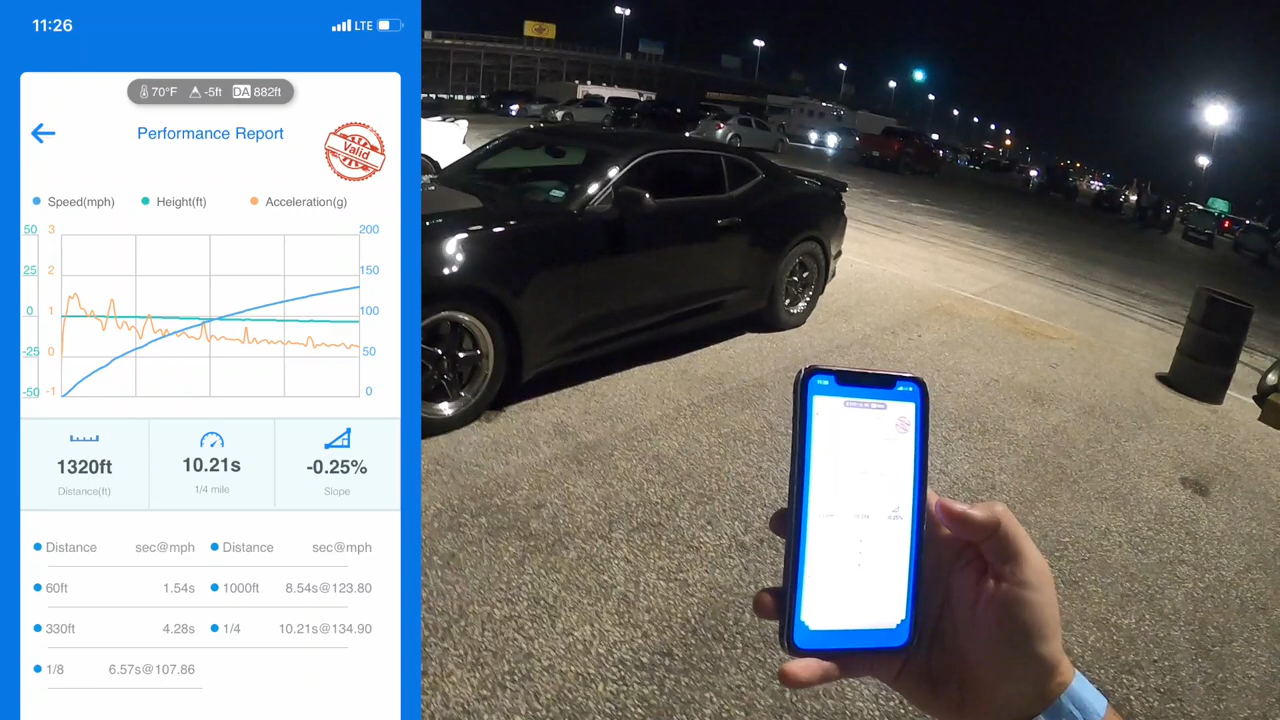 11:26 LTE
70°F -5ft DA 882ft
Performance Report
Valid
Speed(mph) Height(ft) Acceleration(g)
50 3 200
25 2 150
0 1 100
-25 0 50
-50 -1 0
1320ft 10.21s -0.25%
Distance(ft) 1/4 mile Slope
Distance sec@mph Distance sec@mph
60ft 1.54s 1000ft 8.54s@123.80
330ft 4.28s 1/4 10.21s@134.90
1/8 6.57s@107.86
-0.25%